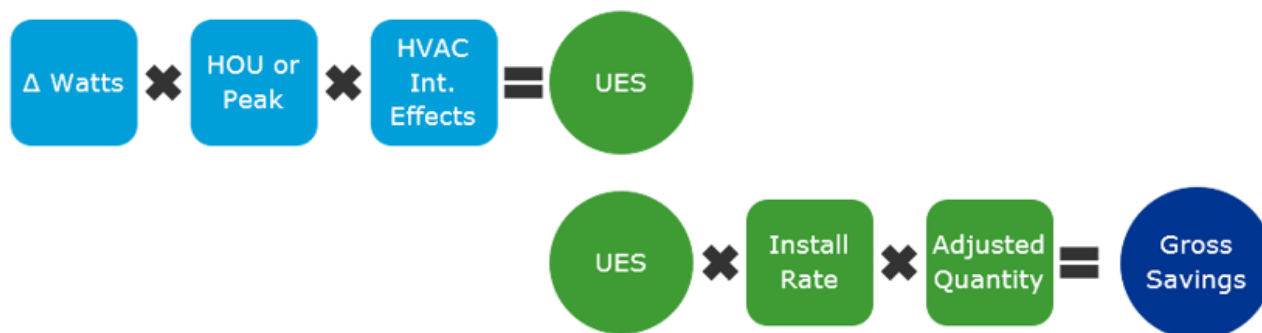 Δ Watts
HOU or
Peak
HVAC
Int.
Effects
UES
UES
Install
Rate
Adjusted
Quantity
Gross
Savings